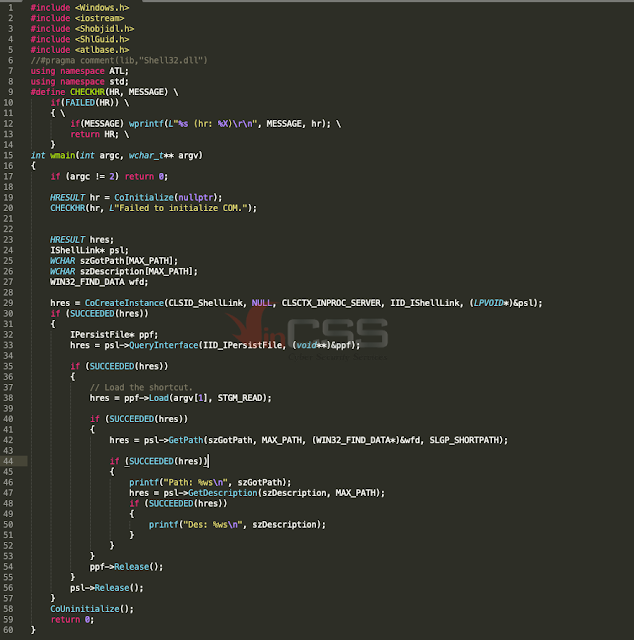 1 #include <Windows.h>
2 #include <iostream>
3 #include <Shobjidl.h>
4 #include <ShlGuid.h>
5 #include <atlbase.h>
6 //#pragma comment(lib,"Shell32.dll")
7 using namespace ATL;
8 using namespace std;
9 #define CHECKHR(HR, MESSAGE) \
10     if(FAILED(HR)) \
11     { \
12         if(MESSAGE) wprintf(L"%s (hr: %X)\r\n", MESSAGE, hr); \
13         return HR; \
14     }
15 int wmain(int argc, wchar_t** argv)
16 {
17     if (argc != 2) return 0;
18
19     HRESULT hr = CoInitialize(nullptr);
20     CHECKHR(hr, L"Failed to initialize COM.");
21
22
23     HRESULT hres;
24     IShellLink* psl;
25     WCHAR szGotPath[MAX_PATH];
26     WCHAR szDescription[MAX_PATH];
27     WIN32_FIND_DATA wfd;
28
29     hres = CoCreateInstance(CLSID_ShellLink, NULL, CLSCTX_INPROC_SERVER, IID_IShellLink, (LPVOID*)&psl);
30     if (SUCCEEDED(hres))
31     {
32         IPersistFile* ppf;
33         hres = psl->QueryInterface(IID_IPersistFile, (void**)&ppf);
34
35         if (SUCCEEDED(hres))
36         {
37             // Load the shortcut.
38             hres = ppf->Load(argv[1], STGM_READ);
39
40             if (SUCCEEDED(hres))
41             {
42                 hres = psl->GetPath(szGotPath, MAX_PATH, (WIN32_FIND_DATA*)&wfd, SLGP_SHORTPATH);
43
44                 if (SUCCEEDED(hres))
45                 {
46                     printf("Path: %ws\n", szGotPath);
47                     hres = psl->GetDescription(szDescription, MAX_PATH);
48                     if (SUCCEEDED(hres))
49                     {
50                         printf("Des: %ws\n", szDescription);
51                     }
52                 }
53             }
54             ppf->Release();
55         }
56         psl->Release();
57     }
58     CoUninitialize();
59     return 0;
60 }
inCSS